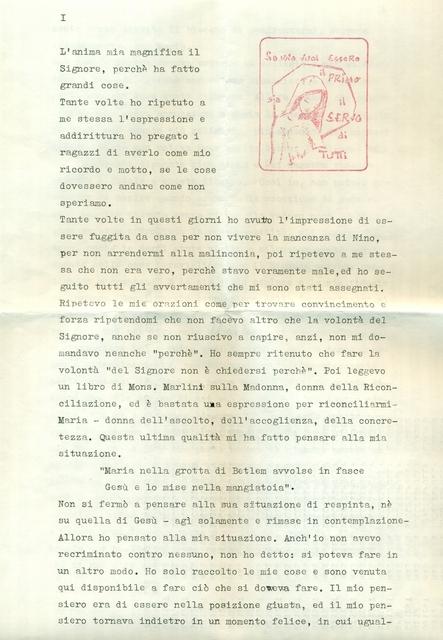 I
L'anima mia magnifica il
Signore, perchè ha fatto
grandi cose.
Tante volte ho ripetuto a
me stessa l'espressione e
addirittura ho pregato i
ragazzi di averlo come mio
ricordo e motto, se le cose
dovessero andare come non
speriamo.
Se uno vuol essere
il PRIMO
sia il
SERVO
di
TUTTI
Tante volte in questi giorni ho avuto l'impressione di es-
sere fuggita da casa per non vivere la mancanza di Nino,
per non arrendermi alla malinconia, poi ripetevo a me stes-
sa che non era vero, perchè stavo veramente male,ed ho se-
guito tutti gli avvertamenti che mi sono stati assegnati.
Ripetevo le mie orazioni come per trovare convincimento e
forza ripetendomi che non facevo altro che la volontà del
Signore, anche se non riuscivo a capire, anzi, non mi do-
mandavo neanche "perchè". Ho sempre ritenuto che fare la
volontà "del Signore non è chiedersi perchè". Poi leggevo
un libro di Mons. Marlini sulla Madonna, donna della Ricon-
ciliazione, ed è bastata una espressione per riconciliarmi-
Maria - donna dell'ascolto, dell'accoglienza, della concre-
tezza. Questa ultima qualità mi ha fatto pensare alla mia
situazione.
"Maria nella grotta di Betlem avvolse in fasce
Gesù e lo mise nella mangiatoia".
Non si fermò a pensare alla sua situazione di respinta, nè
su quella di Gesù - agì solamente e rimase in contemplazione-
Allora ho pensato alla mia situazione. Anch'io non avevo
recriminato contro nessuno, non ho detto: si poteva fare in
un altro modo. Ho solo raccolto le mie cose e sono venuta
qui disponibile a fare ciò che si doveva fare. Il mio pen-
siero era di essere nella posizione giusta, ed il mio pen-
siero tornava indietro in un momento felice, in cui ugual-